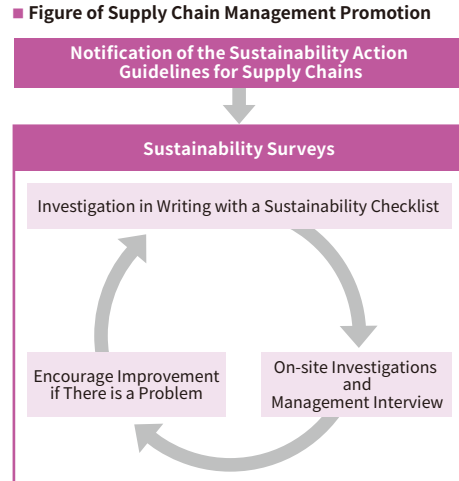 ■ Figure of Supply Chain Management Promotion
Notification of the Sustainability Action
Guidelines for Supply Chains
Sustainability Surveys
Investigation in Writing with a Sustainability Checklist
Encourage Improvement
if There is a Problem
On-site Investigations
and
Management Interview